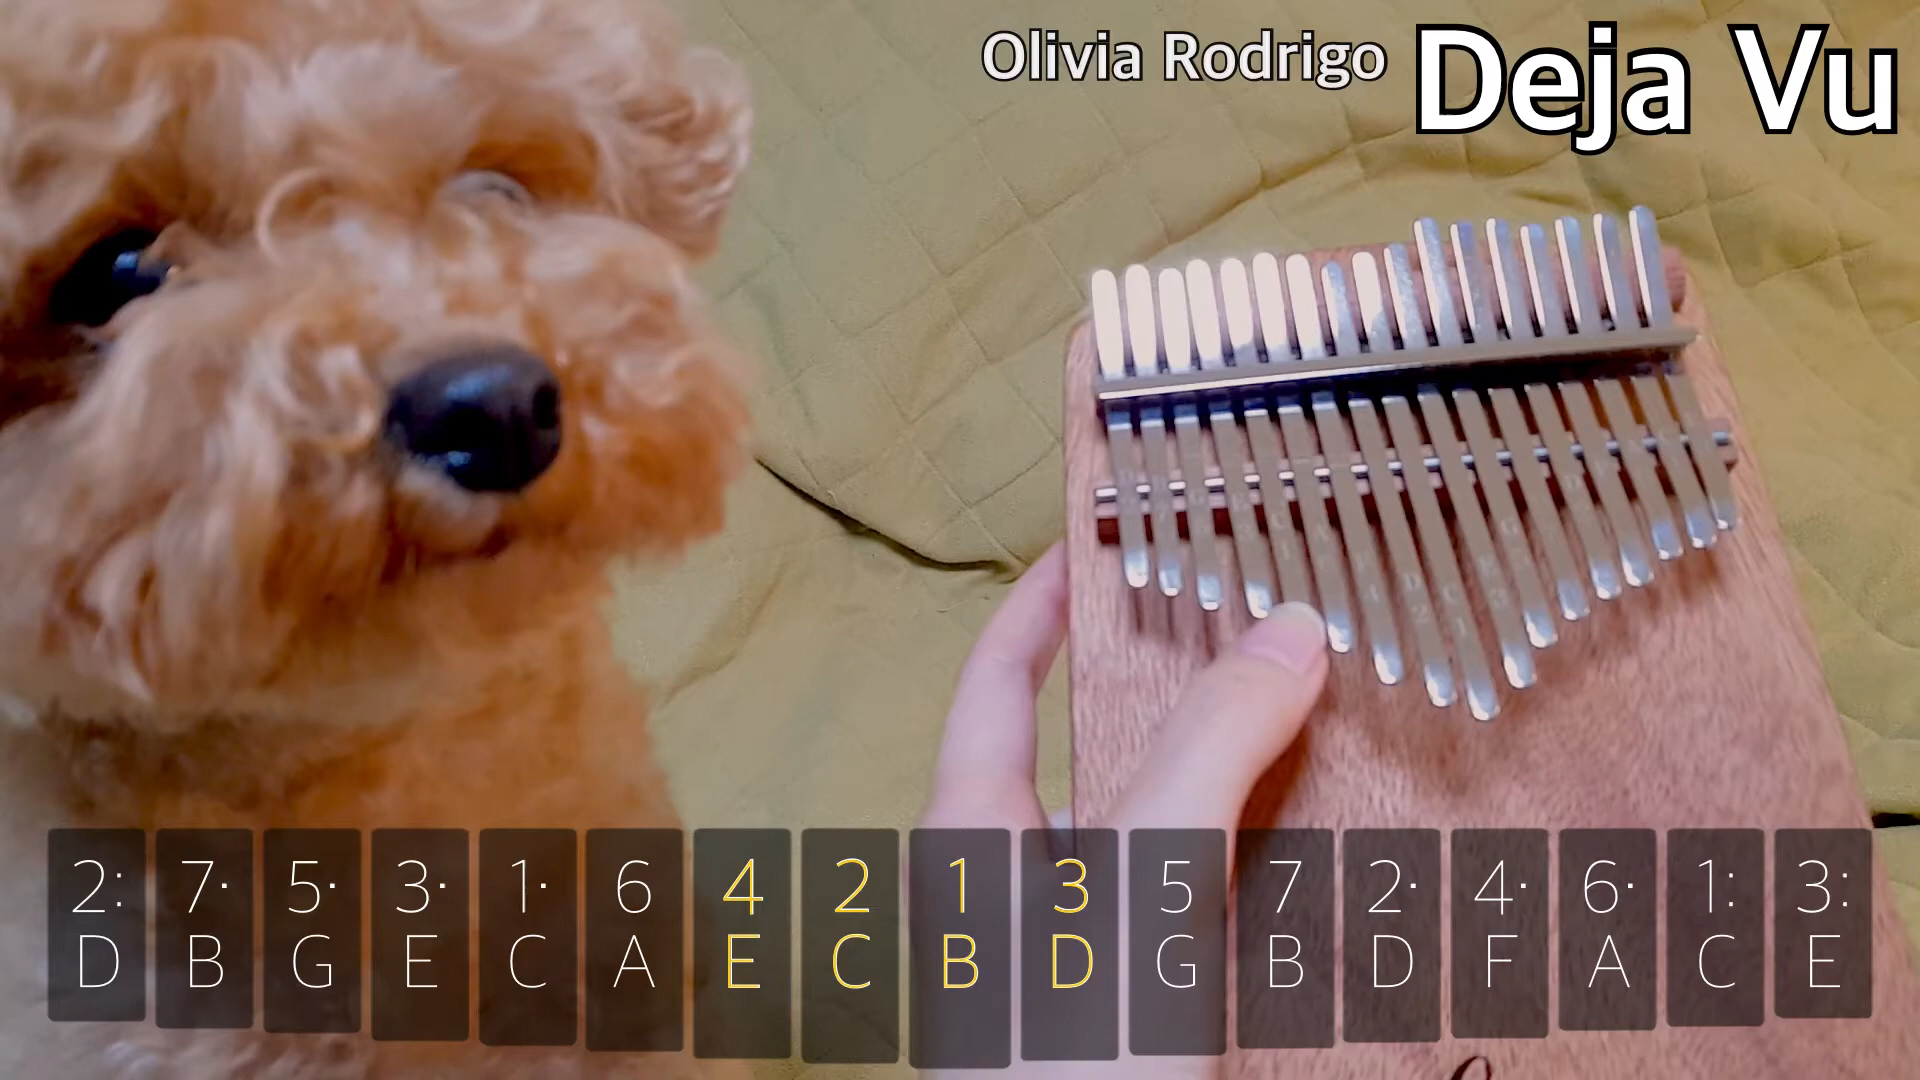 Olivia Rodrigo Deja Vu
2: 7· 5· 3· 1· 6 4 2 1 3 5 7 2· 4· 6· 1: 3:
D B G E C A E C B D G B D F A C E